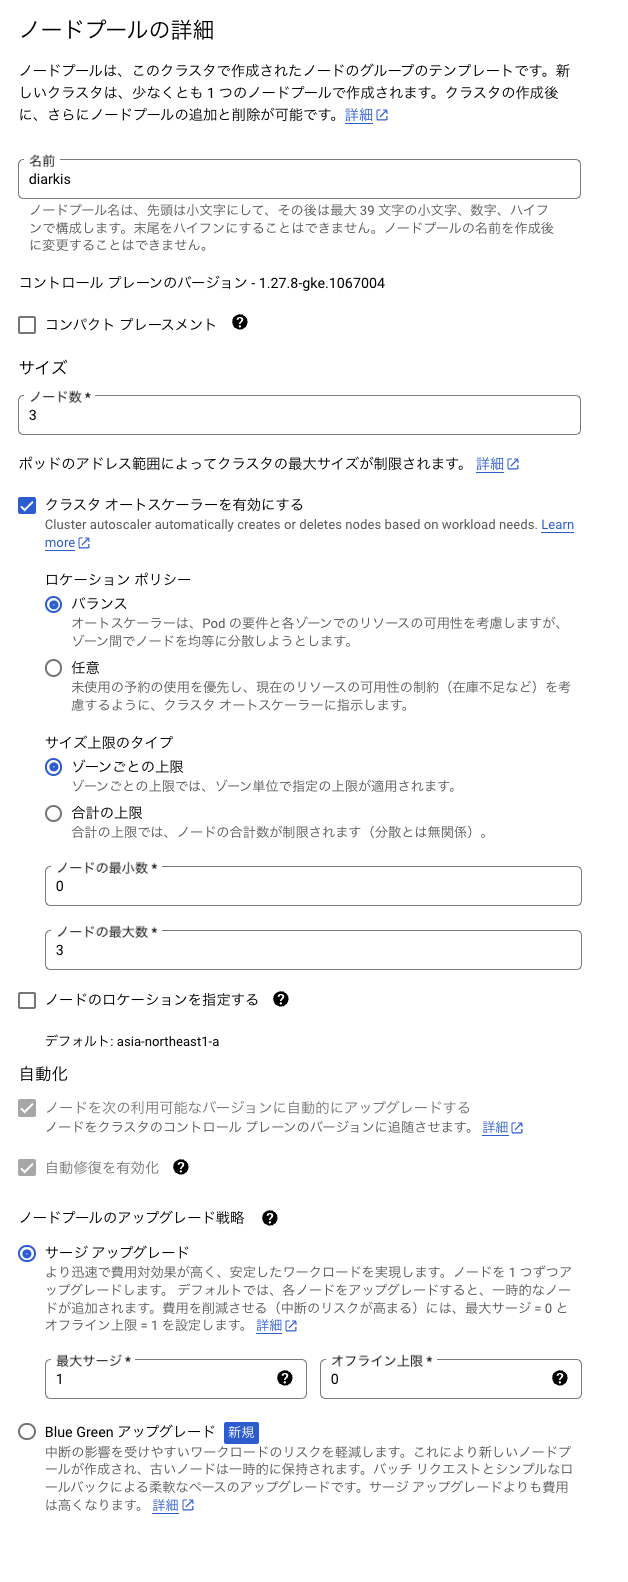 ノードプールの詳細
ノードプールは、このクラスタで作成されたノードのグループのテンプレートです。新
しいクラスタは、少なくとも 1 つのノードプールで作成されます。クラスタの作成後
に、さらにノードプールの追加と削除が可能です。詳細
名前
diarkis
ノードプール名は、先頭は小文字にして、その後は最大 39 文字の小文字、数字、ハイフ
ンで構成します。末尾をハイフンにすることはできません。ノードプールの名前を作成後
に変更することはできません。
コントロール プレーンのバージョン - 1.27.8-gke.1067004
コンパクト プレースメント
サイズ
ノード数 *
3
ポッドのアドレス範囲によってクラスタの最大サイズが制限されます。 詳細
クラスタ オートスケーラーを有効にする
Cluster autoscaler automatically creates or deletes nodes based on workload needs. Learn
more
ロケーション ポリシー
バランス
オートスケーラーは、Pod の要件と各ゾーンでのリソースの可用性を考慮しますが、
ゾーン間でノードを均等に分散しようとします。
任意
未使用の予約の使用を優先し、現在のリソースの可用性の制約（在庫不足など）を考
慮するように、クラスタ オートスケーラーに指示します。
サイズ上限のタイプ
ゾーンごとの上限
ゾーンごとの上限では、ゾーン単位で指定の上限が適用されます。
合計の上限
合計の上限では、ノードの合計数が制限されます（分散とは無関係）。
ノードの最小数 *
0
ノードの最大数 *
3
ノードのロケーションを指定する
デフォルト: asia-northeast1-a
自動化
ノードを次の利用可能なバージョンに自動的にアップグレードする
ノードをクラスタのコントロール プレーンのバージョンに追随させます。 詳細
自動修復を有効化
ノードプールのアップグレード戦略
サージ アップグレード
より迅速で費用対効果が高く、安定したワークロードを実現します。ノードを 1 つずつア
ップグレードします。 デフォルトでは、各ノードをアップグレードすると、一時的なノー
ドが追加されます。費用を削減させる（中断のリスクが高まる）には、最大サージ = 0 と
オフライン上限 = 1 を設定します。 詳細
最大サージ * オフライン上限 *
1 0
Blue Green アップグレード 新規
中断の影響を受けやすいワークロードのリスクを軽減します。これにより新しいノードプ
ールが作成され、古いノードは一時的に保持されます。バッチ リクエストとシンプルなロ
ールバックによる柔軟なペースのアップグレードです。サージ アップグレードよりも費用
は高くなります。 詳細